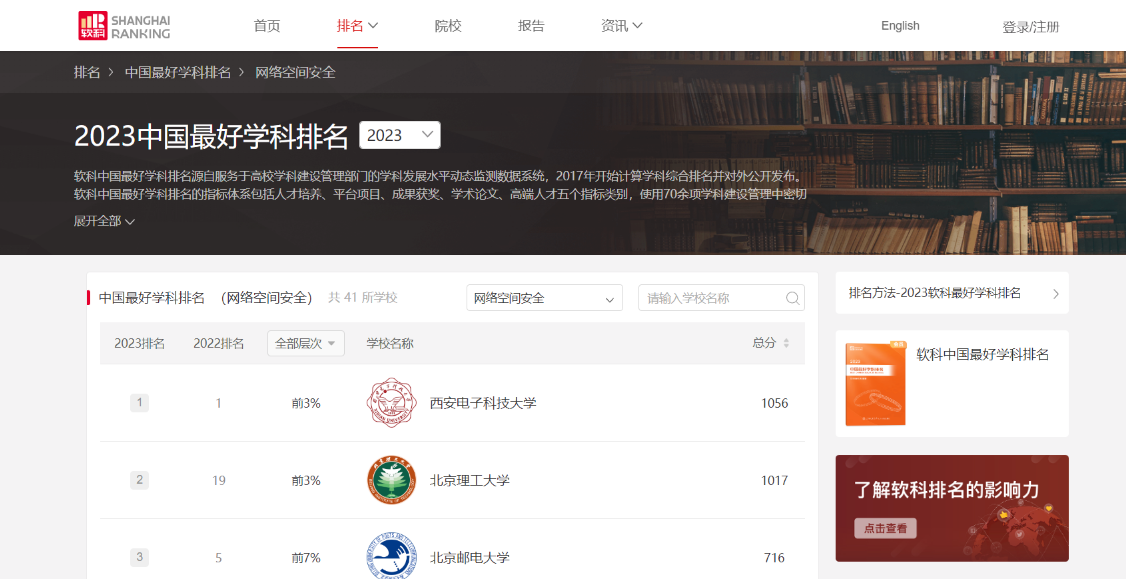 软科
SHANGHAI
RANKING
首页
排名
院校
报告
资讯
English
登录/注册
排名 > 中国最好学科排名 > 网络空间安全
2023中国最好学科排名
2023
软科中国最好学科排名源自服务于高校学科建设管理部门的学科发展水平动态监测数据系统，2017年开始计算学科综合排名并对外公开发布。
软科中国最好学科排名的指标体系包括人才培养、平台项目、成果获奖、学术论文、高端人才五个指标类别，使用70余项学科建设管理中密切
展开全部
中国最好学科排名 （网络空间安全） 共 41 所学校
网络空间安全
请输入学校名称
2023排名 2022排名 全部层次 学校名称 总分
1 1 前3% 西安电子科技大学 1056
2 19 前3% 北京理工大学 1017
3 5 前7% 北京邮电大学 716
排名方法-2023软科最好学科排名
软科中国最好学科排名
了解软科排名的影响力
点击查看